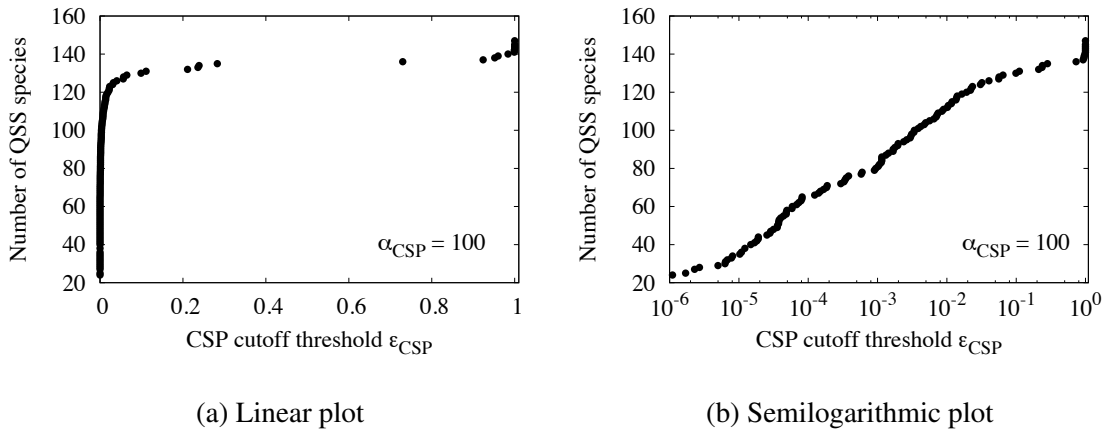 160
140
120
100
80
60
40
20
Number of QSS species
α_CSP = 100
0 0.2 0.4 0.6 0.8 1
CSP cutoff threshold ε_CSP
(a) Linear plot
160
140
120
100
80
60
40
20
Number of QSS species
α_CSP = 100
10^-6 10^-5 10^-4 10^-3 10^-2 10^-1 10^0
CSP cutoff threshold ε_CSP
(b) Semilogarithmic plot